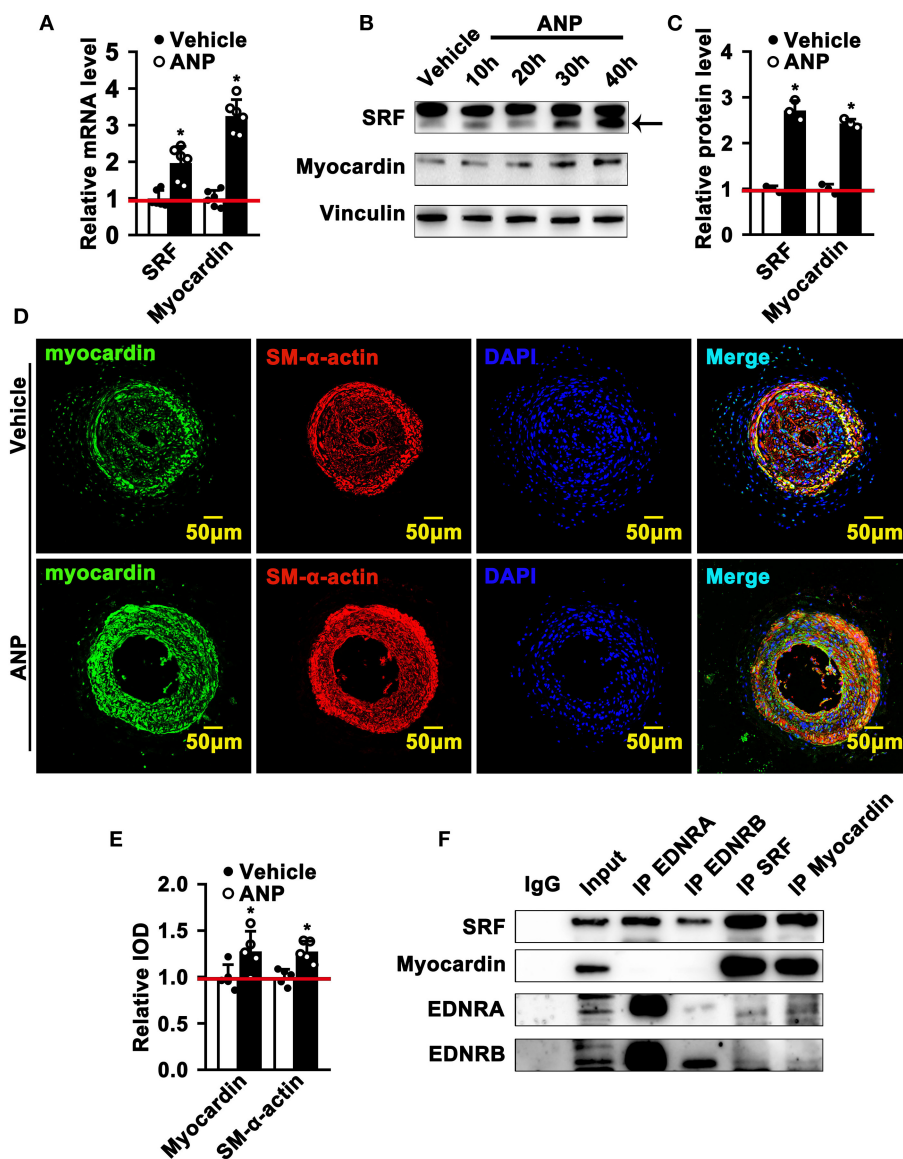 A
Relative mRNA level
Vehicle
ANP
5
4
3
2
1
0
*
*
SRF
Myocardin
B
ANP
Vehicle
10h
20h
30h
40h
SRF
Myocardin
Vinculin
C
Relative protein level
Vehicle
ANP
5
4
3
2
1
0
*
*
SRF
Myocardin
D
Vehicle
myocardin
SM-α-actin
DAPI
Merge
50μm
50μm
50μm
50μm
ANP
myocardin
SM-α-actin
DAPI
Merge
50μm
50μm
50μm
50μm
E
Relative IOD
Vehicle
ANP
2.0
1.5
1.0
0.5
0.0
*
*
Myocardin
SM-α-actin
F
IgG
Input
IP EDNRA
IP EDNRB
IP SRF
IP Myocardin
SRF
Myocardin
EDNRA
EDNRB